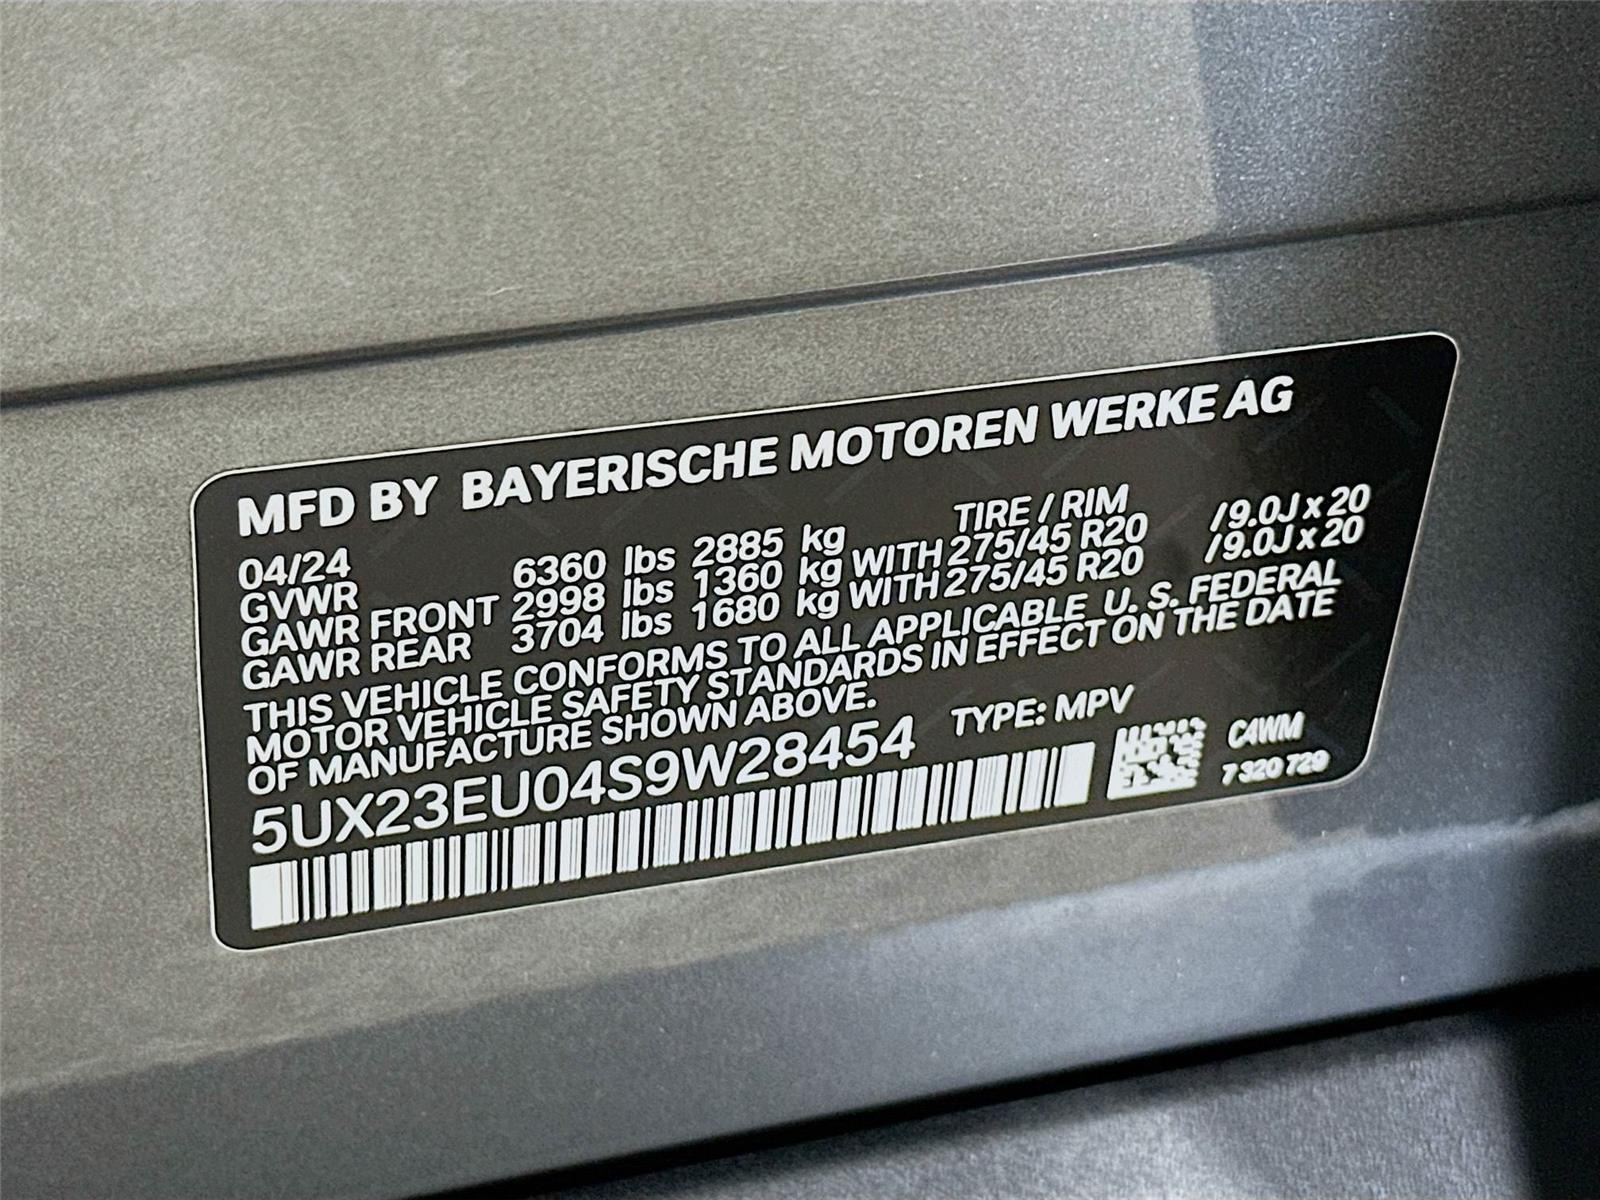 MFD BY BAYERISCHE MOTOREN WERKE AG
04/24 TIRE / RIM
GVWR 6360 lbs 2885 kg
GAWR FRONT 2998 lbs 1360 kg WITH 275/45 R20 /9.0J x 20
GAWR REAR 3704 lbs 1680 kg WITH 275/45 R20 /9.0J x 20
THIS VEHICLE CONFORMS TO ALL APPLICABLE U. S. FEDERAL
MOTOR VEHICLE SAFETY STANDARDS IN EFFECT ON THE DATE
OF MANUFACTURE SHOWN ABOVE.
5UX23EU04S9W28454 TYPE: MPV
C4WM
7 320 729